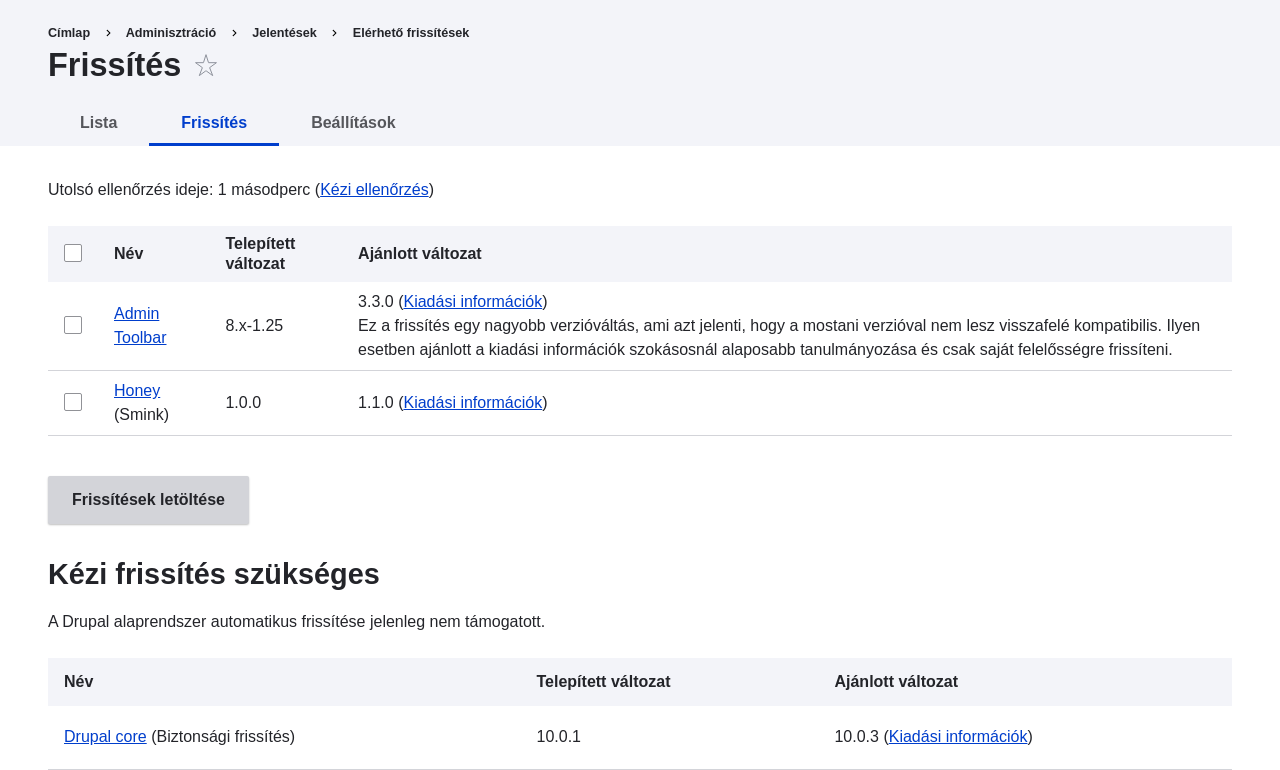 Címlap > Adminisztráció > Jelentések > Elérhető frissítések
Frissítés ☆
Lista Frissítés Beállítások
Utolsó ellenőrzés ideje: 1 másodperc (Kézi ellenőrzés)
Név Telepített változat Ajánlott változat
Admin Toolbar 8.x-1.25 3.3.0 (Kiadási információk)
Ez a frissítés egy nagyobb verzióváltás, ami azt jelenti, hogy a mostani verzióval nem lesz visszafelé kompatibilis. Ilyen
esetben ajánlott a kiadási információk szokásosnál alaposabb tanulmányozása és csak saját felelősségre frissíteni.
Honey (Smink) 1.0.0 1.1.0 (Kiadási információk)
Frissítések letöltése
Kézi frissítés szükséges
A Drupal alaprendszer automatikus frissítése jelenleg nem támogatott.
Név Telepített változat Ajánlott változat
Drupal core (Biztonsági frissítés) 10.0.1 10.0.3 (Kiadási információk)